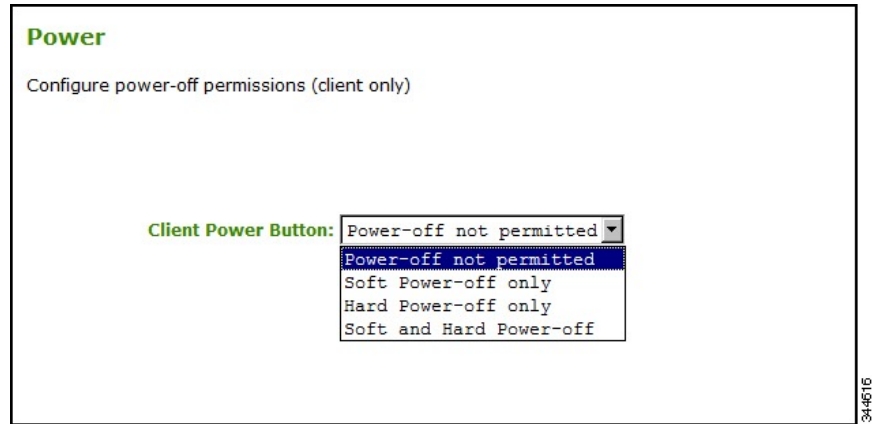 Power
Configure power-off permissions (client only)
Client Power Button: Power-off not permitted
Power-off not permitted
Soft Power-off only
Hard Power-off only
Soft and Hard Power-off
344616